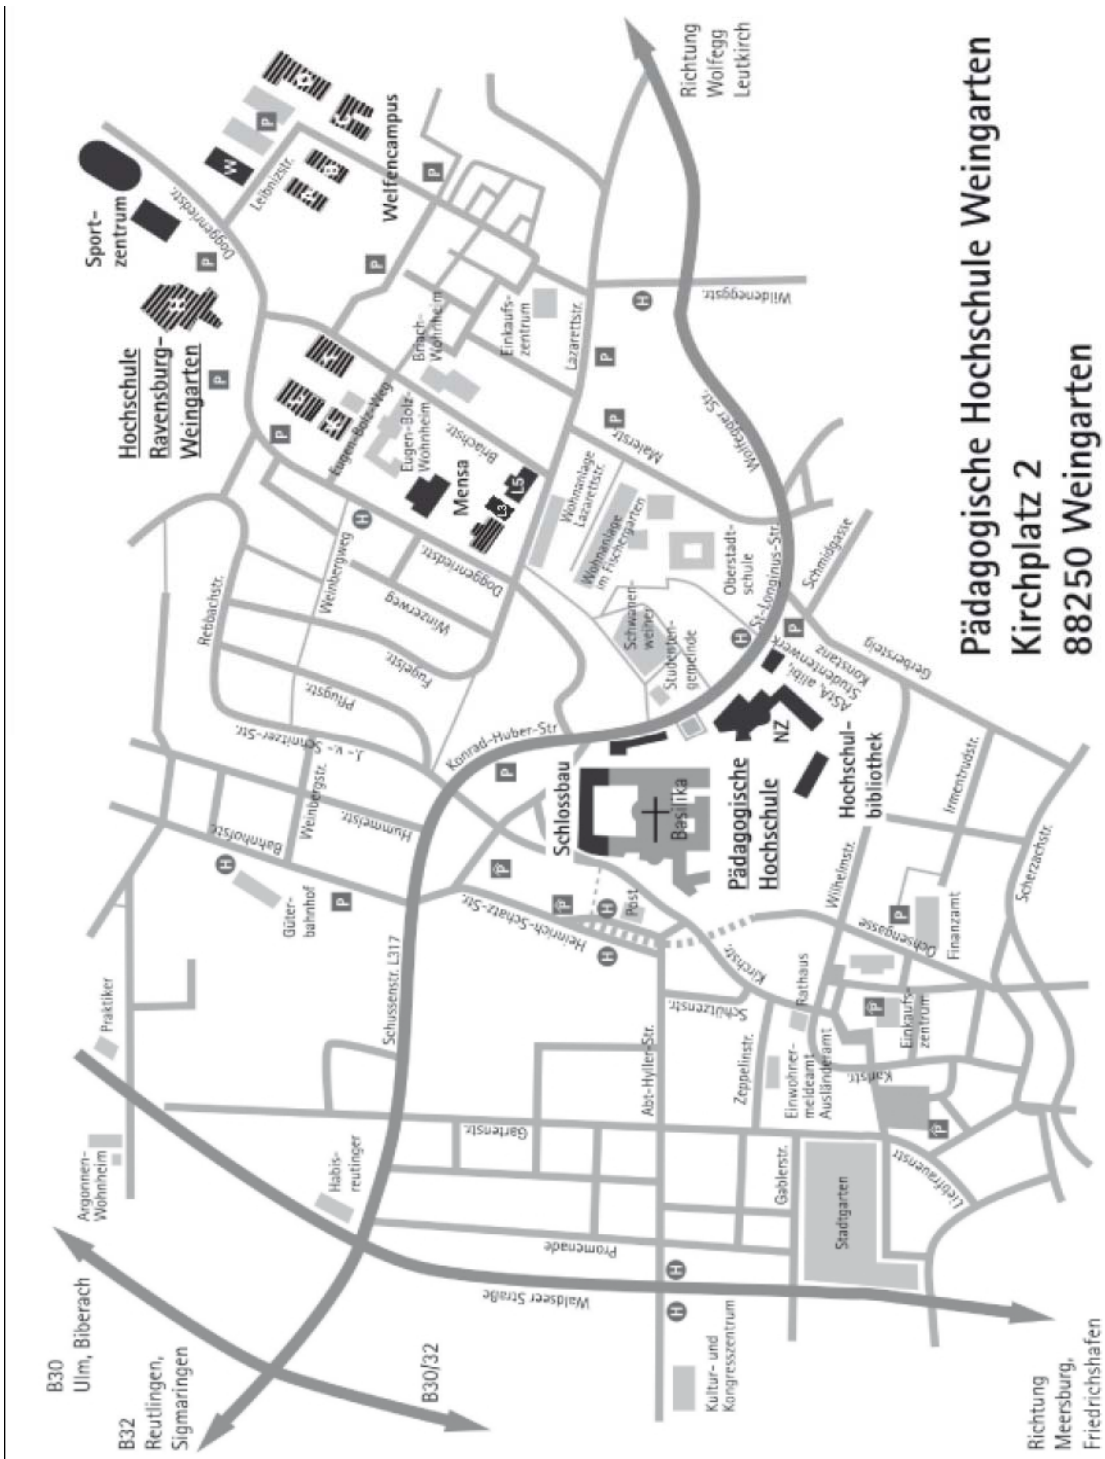 B30
Ulm, Biberach
B32
Reutlingen,
Sigmaringen
B30/32
Argonnen-
Wohnheim
Praktiker
Habis-
reutinger
Güter-
bahnhof
H
P
Bahnhofstr.
Weinbergstr.
Hummelstr.
J.-v.-Schnitzer-Str.
Rebbachstr.
Pflugstr.
Fugelstr.
Winzerweg
Weinbergweg
H
Doggenriedstr.
Hochschule
Ravensburg-
Weingarten
P
P
P
Sport-
zentrum
Doggenriedstr.
W
Leibnizstr.
P
Welfencampus
P
P
Eugen-Bolz-Weg
Eugen-Bolz-
Wohnheim
Mensa
L3
L5
Briachstr.
Briach-
Wohnheim
Einkaufs-
zentrum
Lazarettstr.
P
P
Maierstr
Wohnanlage
Lazarettstr.
Wohnanlage
im Fischergarten
Schwanen-
weiher
Studenten-
gemeinde
Oberstadt-
schule
H
Wildeneggstr.
Wolfegger Str.
Richtung
Wolfegg
Leutkirch
St-Longinus-Str.
H
P
Schmidgasse
Gerbersteig
AStA, alibi,
Studentenwerk
Konstanz
NZ
Hochschul-
bibliothek
Pädagogische
Hochschule
Basilika
Schlossbau
Konrad-Huber-Str
P
P
P
Heinrich-Schatz-Str.
H
H
Post
Schussenstr. L317
Gartenstr.
Promenade
Waldseer Straße
H
H
Kultur- und
Kongresszentrum
Abt-Hyller-Str.
Schützenstr.
Zeppelinstr.
Kirchstr.
Gablerstr.
Stadtgarten
Liebfrauenstr
P
Einwohner-
meldeamt
Ausländeramt
Rathaus
Karlstr.
P
Einkaufs-
zentrum
Wilhelmstr.
Ochsengasse
P
Finanzamt
Irmentrudstr.
Scherzachstr.
Richtung
Meersburg,
Friedrichshafen
Pädagogische Hochschule Weingarten
Kirchplatz 2
88250 Weingarten